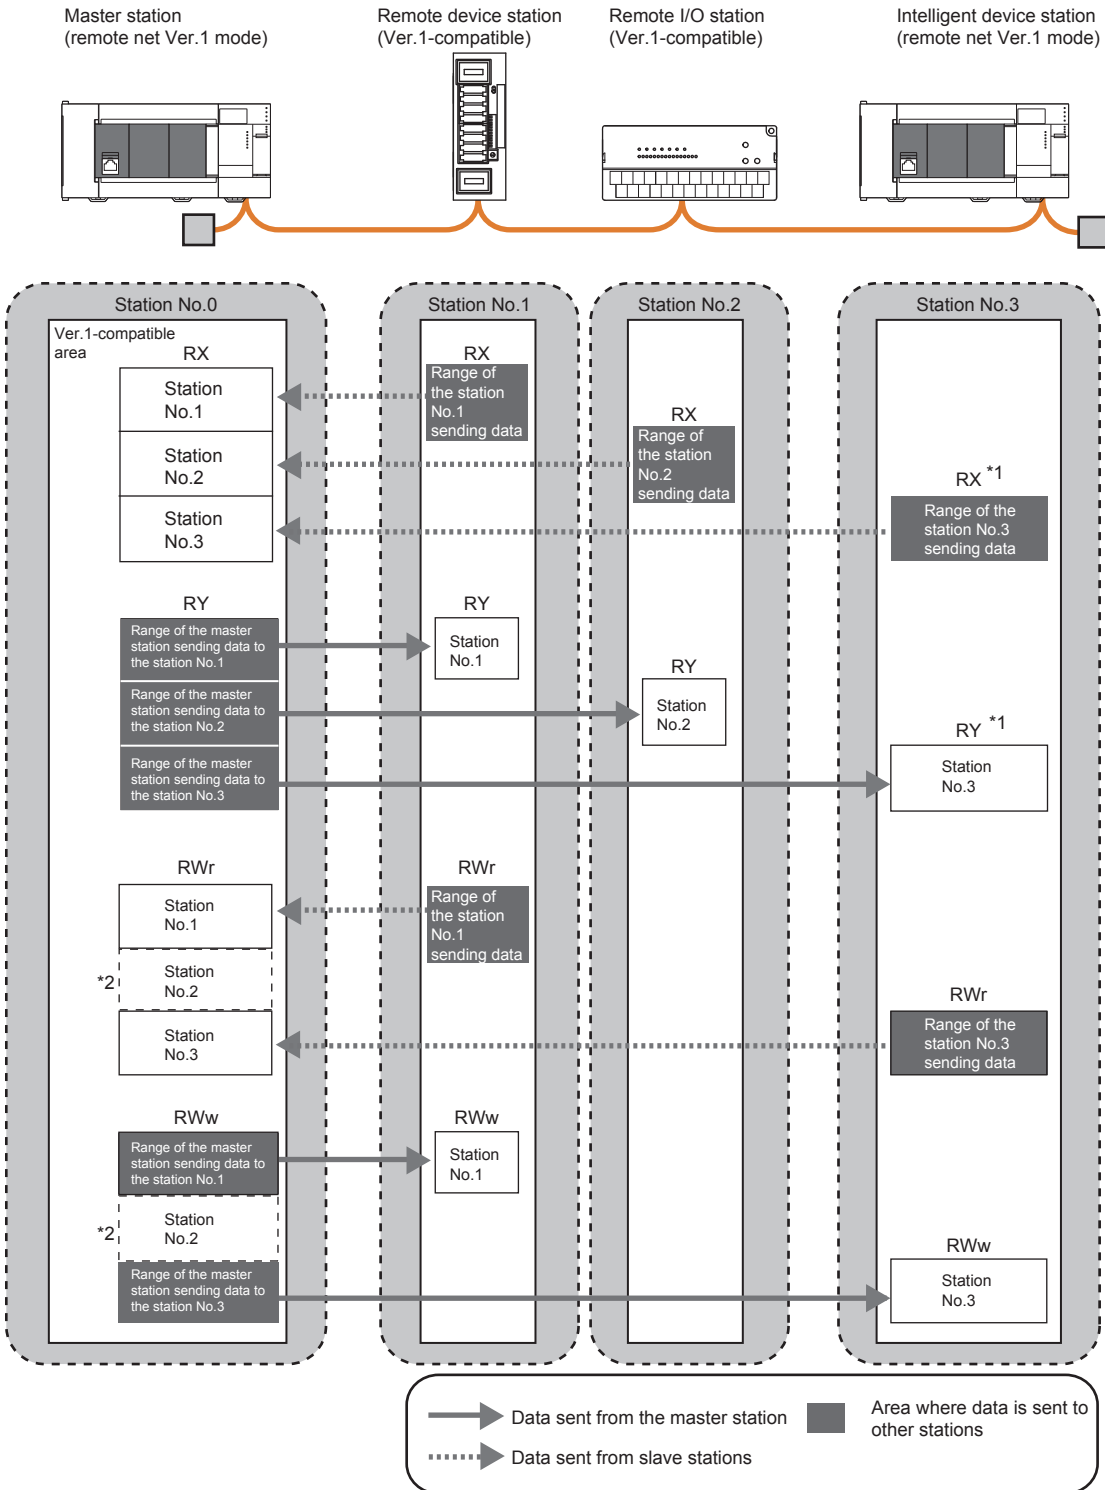 Master station
(remote net Ver.1 mode)
Remote device station
(Ver.1-compatible)
Remote I/O station
(Ver.1-compatible)
Intelligent device station
(remote net Ver.1 mode)
Station No.0
Ver.1-compatible
area
RX
Station
No.1
Station
No.2
Station
No.3
RY
Range of the master
station sending data to
the station No.1
Range of the master
station sending data to
the station No.2
Range of the master
station sending data to
the station No.3
RWr
Station
No.1
*2
Station
No.2
Station
No.3
RWw
Range of the master
station sending data to
the station No.1
*2
Station
No.2
Range of the master
station sending data to
the station No.3
Station No.1
RX
Range of
the station
No.1
sending data
RY
Station
No.1
RWr
Range of
the station
No.1
sending data
RWw
Station
No.1
Station No.2
RX
Range of
the station
No.2
sending data
RY
Station
No.2
Station No.3
RX *1
Range of the
station No.3
sending data
RY *1
Station
No.3
RWr
Range of the
station No.3
sending data
RWw
Station
No.3
Data sent from the master station
Data sent from slave stations
Area where data is sent to
other stations